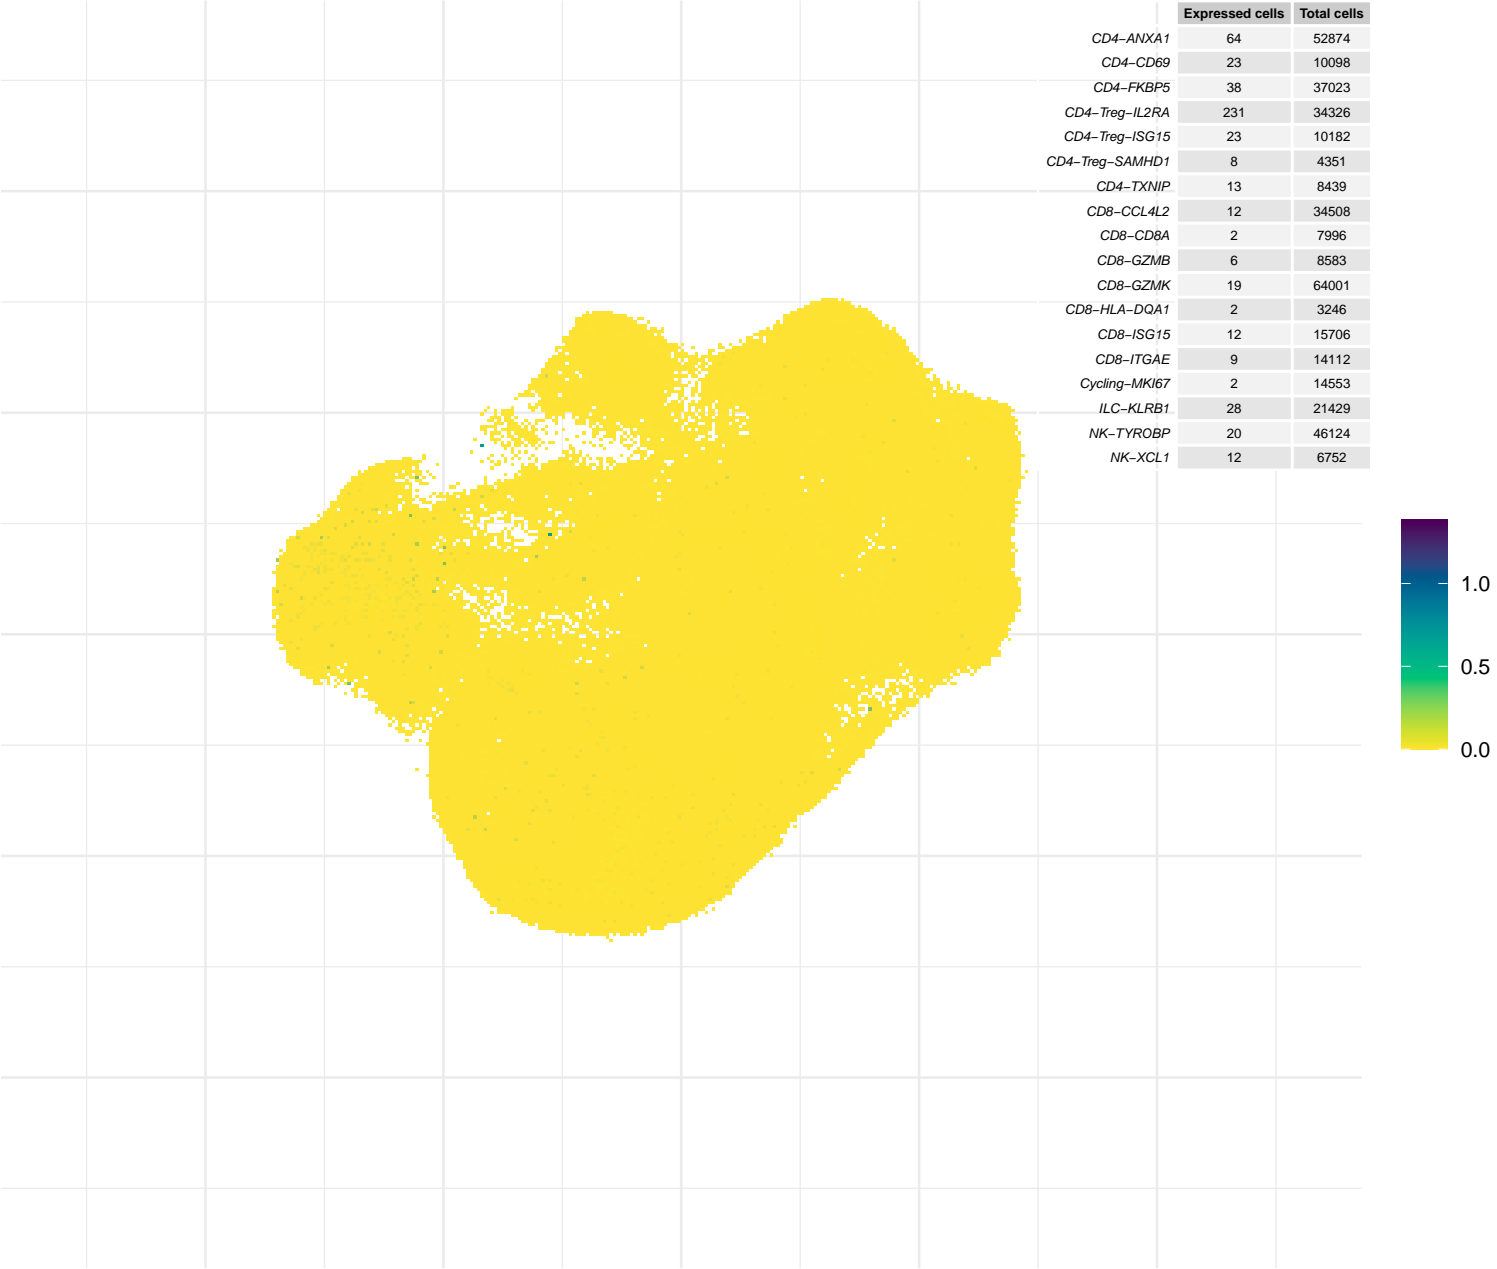 Expressed cells Total cells
CD4−ANXA1 64 52874
CD4−CD69 23 10098
CD4−FKBP5 38 37023
CD4−Treg−IL2RA 231 34326
CD4−Treg−ISG15 23 10182
CD4−Treg−SAMHD1 8 4351
CD4−TXNIP 13 8439
CD8−CCL4L2 12 34508
CD8−CD8A 2 7996
CD8−GZMB 6 8583
CD8−GZMK 19 64001
CD8−HLA−DQA1 2 3246
CD8−ISG15 12 15706
CD8−ITGAE 9 14112
Cycling−MKI67 2 14553
ILC−KLRB1 28 21429
NK−TYROBP 20 46124
NK−XCL1 12 6752
1.0
0.5
0.0